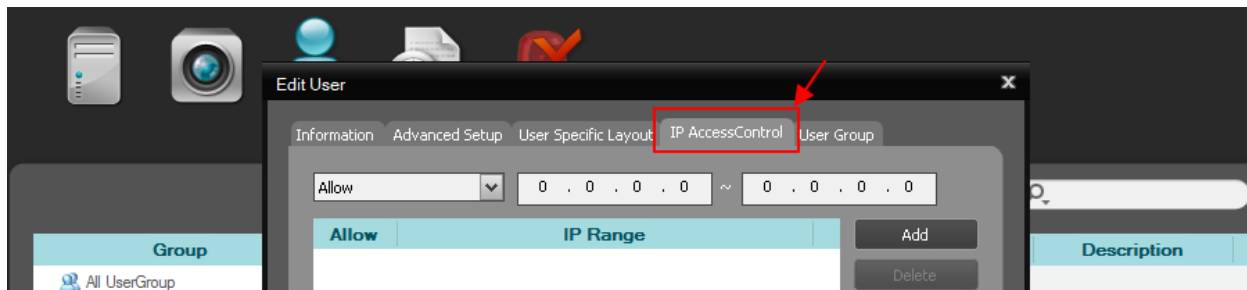 Edit User
x
Information Advanced Setup User Specific Layout IP AccessControl User Group
Allow 0 . 0 . 0 . 0 ~ 0 . 0 . 0 . 0
Allow IP Range Add
Group Description
All UserGroup Delete